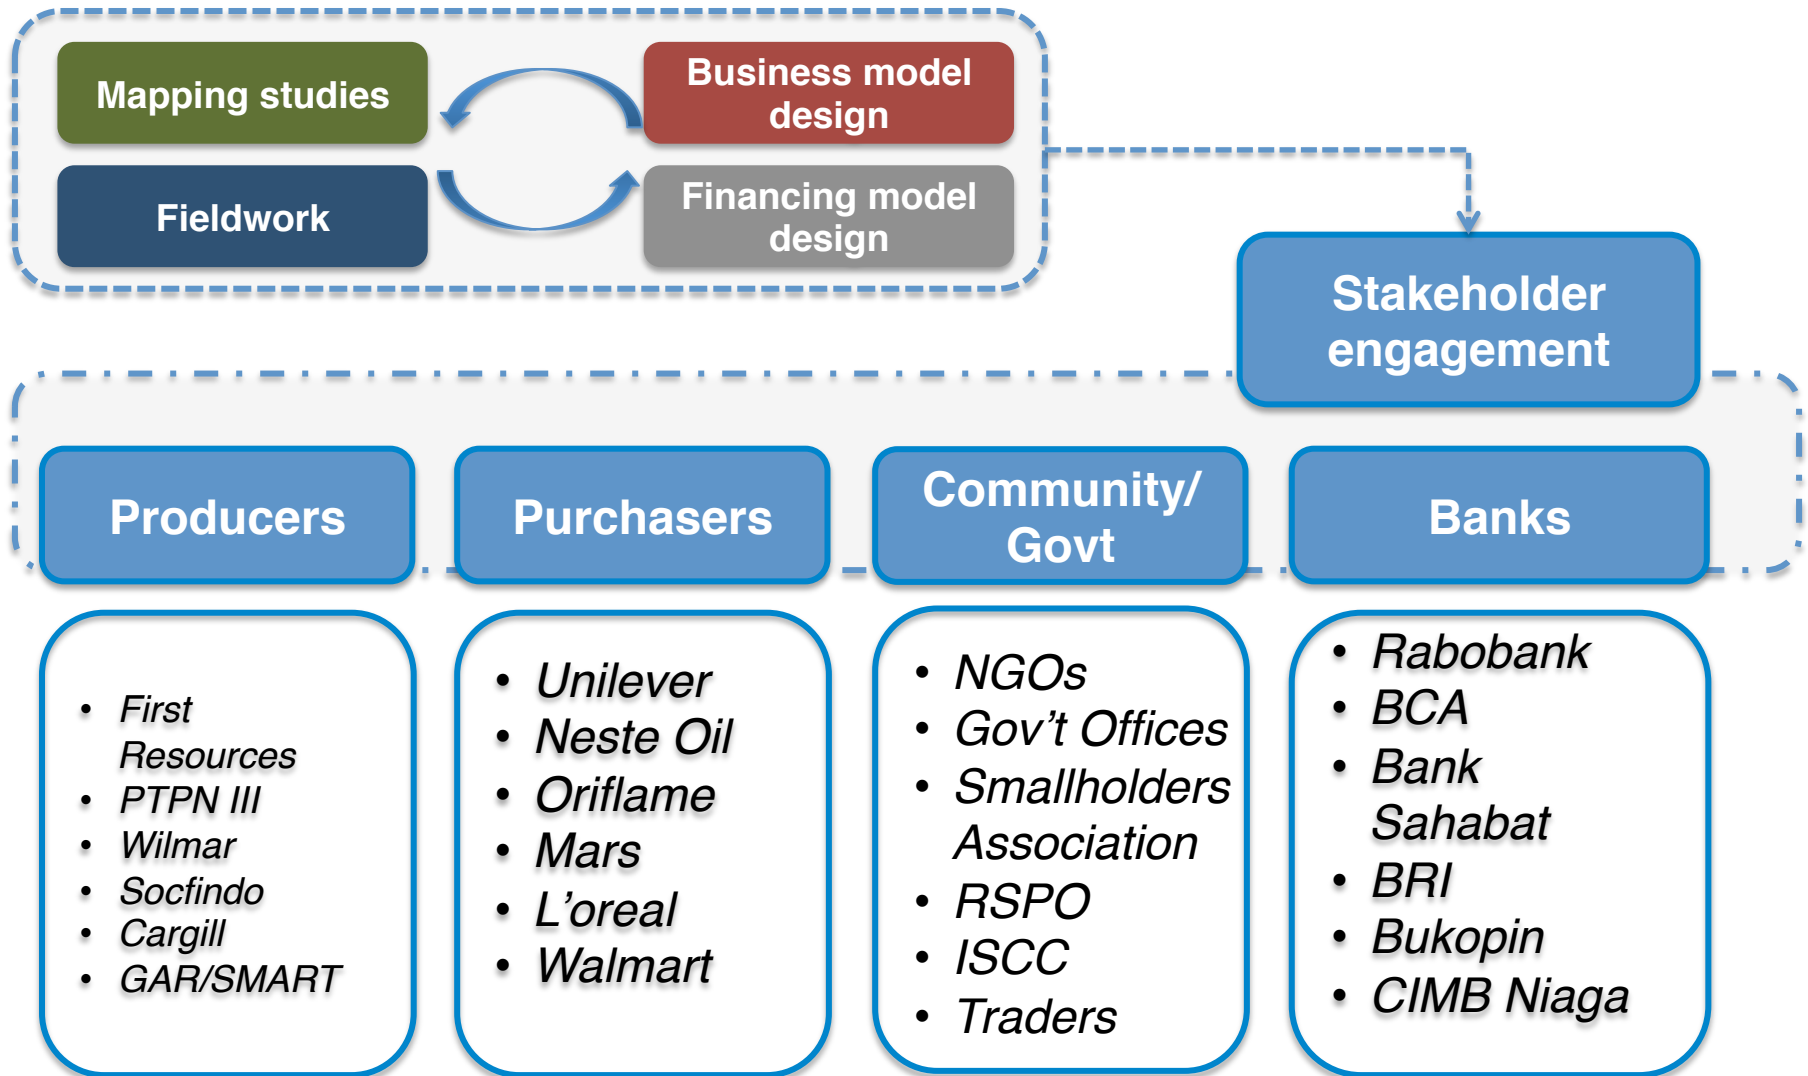 Mapping studies
Business model
design
Fieldwork
Financing model
design
Stakeholder
engagement
Producers
Purchasers
Community/
Govt
Banks
• First
Resources
• PTPN III
• Wilmar
• Socfindo
• Cargill
• GAR/SMART
• Unilever
• Neste Oil
• Oriflame
• Mars
• L’oreal
• Walmart
• NGOs
• Gov’t Offices
• Smallholders
Association
• RSPO
• ISCC
• Traders
• Rabobank
• BCA
• Bank
Sahabat
• BRI
• Bukopin
• CIMB Niaga